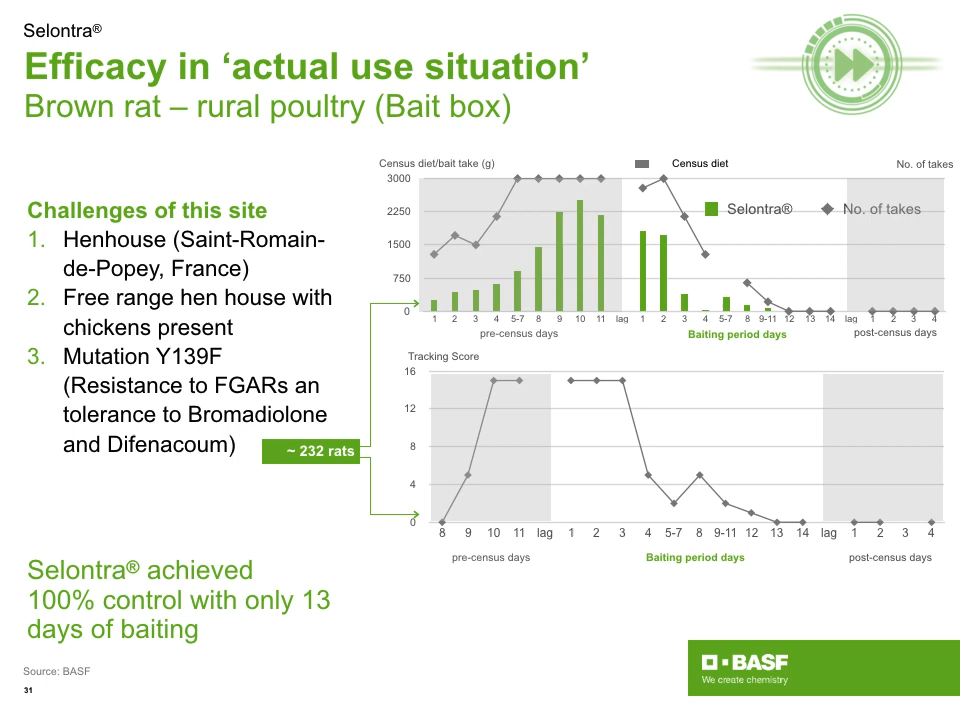 Selontra®
Efficacy in ‘actual use situation’
Brown rat – rural poultry (Bait box)
Challenges of this site
1. Henhouse (Saint-Romain-
de-Popey, France)
2. Free range hen house with
chickens present
3. Mutation Y139F
(Resistance to FGARs an
tolerance to Bromadiolone
and Difenacoum)
~ 232 rats
Selontra® achieved
100% control with only 13
days of baiting
Census diet/bait take (g)
Census diet
No. of takes
Selontra®
No. of takes
3000
2250
1500
750
0
1 2 3 4 5-7 8 9 10 11 lag 1 2 3 4 5-7 8 9-11 12 13 14 lag 1 2 3 4
pre-census days
Baiting period days
post-census days
Tracking Score
16
12
8
4
0
8 9 10 11 lag 1 2 3 4 5-7 8 9-11 12 13 14 lag 1 2 3 4
pre-census days
Baiting period days
post-census days
Source: BASF
31
BASF
We create chemistry